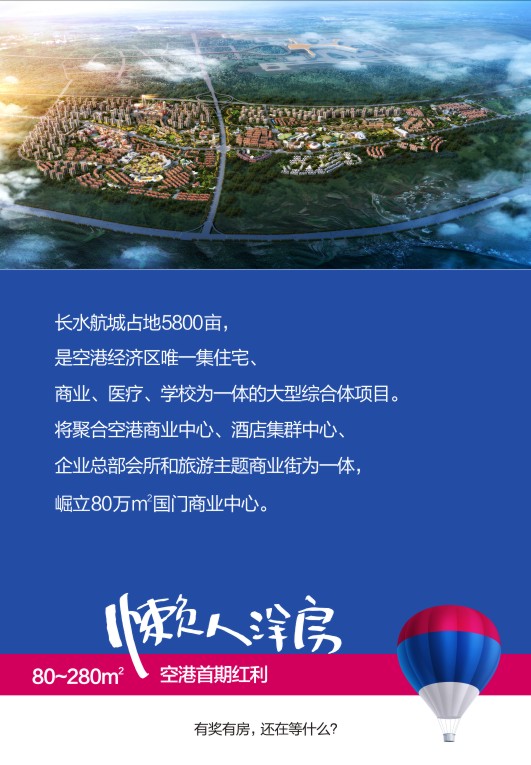 长水航城占地5800亩，
是空港经济区唯一集住宅、
商业、医疗、学校为一体的大型综合体项目。
将聚合空港商业中心、酒店集群中心、
企业总部会所和旅游主题商业街为一体，
崛立80万㎡国门商业中心。
懒人洋房
80~280m² 空港首期红利
有奖有房，还在等什么？